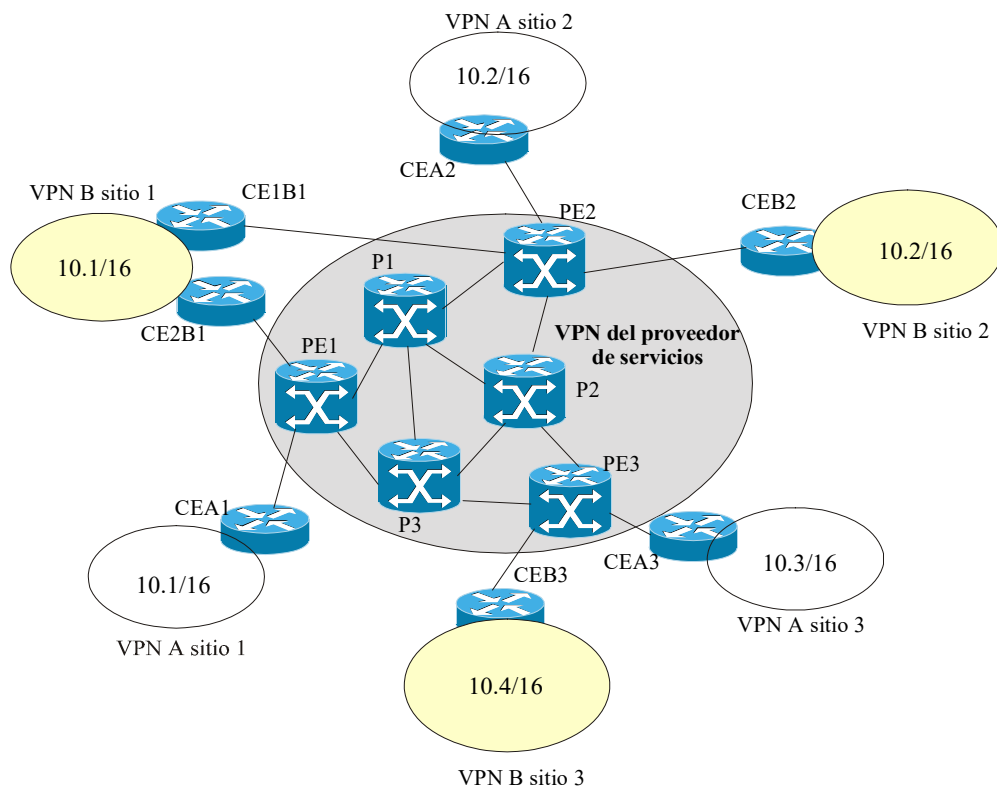 VPN A sitio 2
10.2/16
CEA2
VPN B sitio 1
CE1B1
PE2
CEB2
10.1/16
10.2/16
P1
CE2B1
VPN del proveedor
de servicios
VPN B sitio 2
PE1
P2
PE3
CEA1
P3
CEA3
10.1/16
CEB3
10.3/16
VPN A sitio 1
VPN A sitio 3
10.4/16
VPN B sitio 3